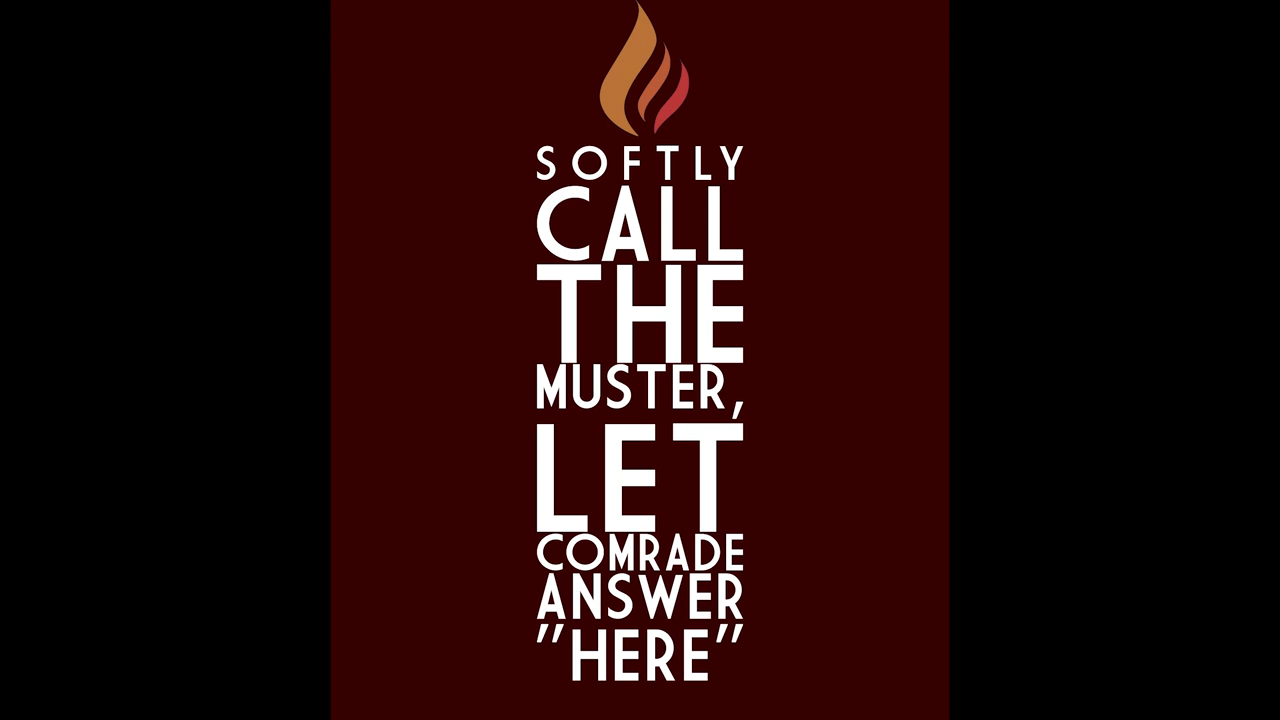 SOFTLY
CALL
THE
MUSTER,
LET
COMRADE
ANSWER
"HERE"